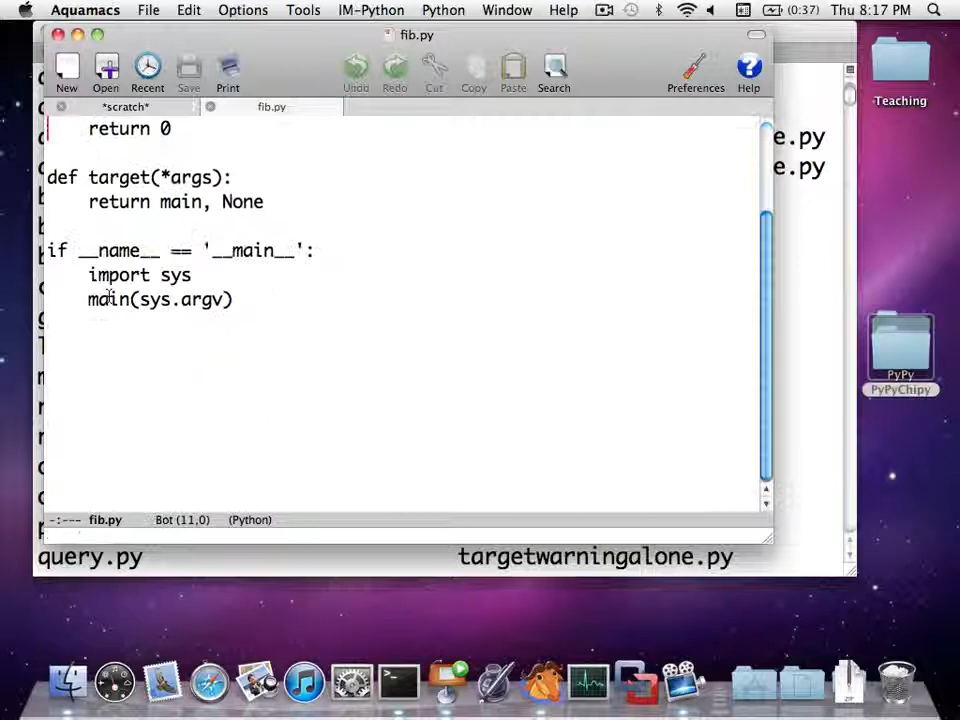 Aquamacs File Edit Options Tools IM-Python Python Window Help (0:37) Thu 8:17 PM
fib.py
New Open Recent Save Print Undo Redo Cut Copy Paste Search Preferences Help
*scratch* fib.py
return 0
def target(*args):
return main, None
if __name__ == '__main__':
import sys
main(sys.argv)
-:--- fib.py Bot (11,0) (Python)
e.py
e.py
query.py targetwarningalone.py
Teaching
PyPy
PyPyChipy